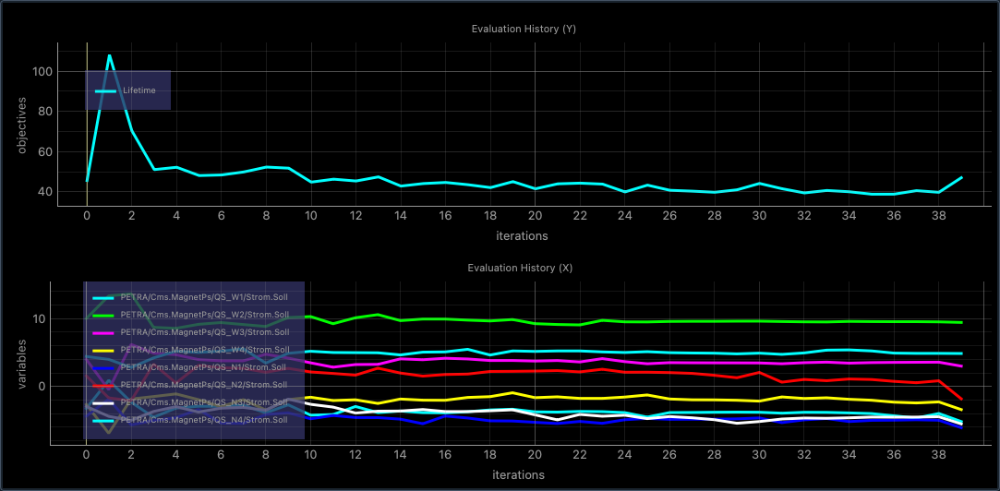 Evaluation History (Y)
100
80
60
40
objectives
Lifetime
0 2 4 6 8 10 12 14 16 18 20 22 24 26 28 30 32 34 36 38
iterations
Evaluation History (X)
10
0
variables
PETRA/Cms.MagnetPs/QS_W1/Strom.Soll
PETRA/Cms.MagnetPs/QS_W2/Strom.Soll
PETRA/Cms.MagnetPs/QS_W3/Strom.Soll
PETRA/Cms.MagnetPs/QS_W4/Strom.Soll
PETRA/Cms.MagnetPs/QS_N1/Strom.Soll
PETRA/Cms.MagnetPs/QS_N2/Strom.Soll
PETRA/Cms.MagnetPs/QS_N3/Strom.Soll
PETRA/Cms.MagnetPs/QS_N4/Strom.Soll
0 2 4 6 8 10 12 14 16 18 20 22 24 26 28 30 32 34 36 38
iterations